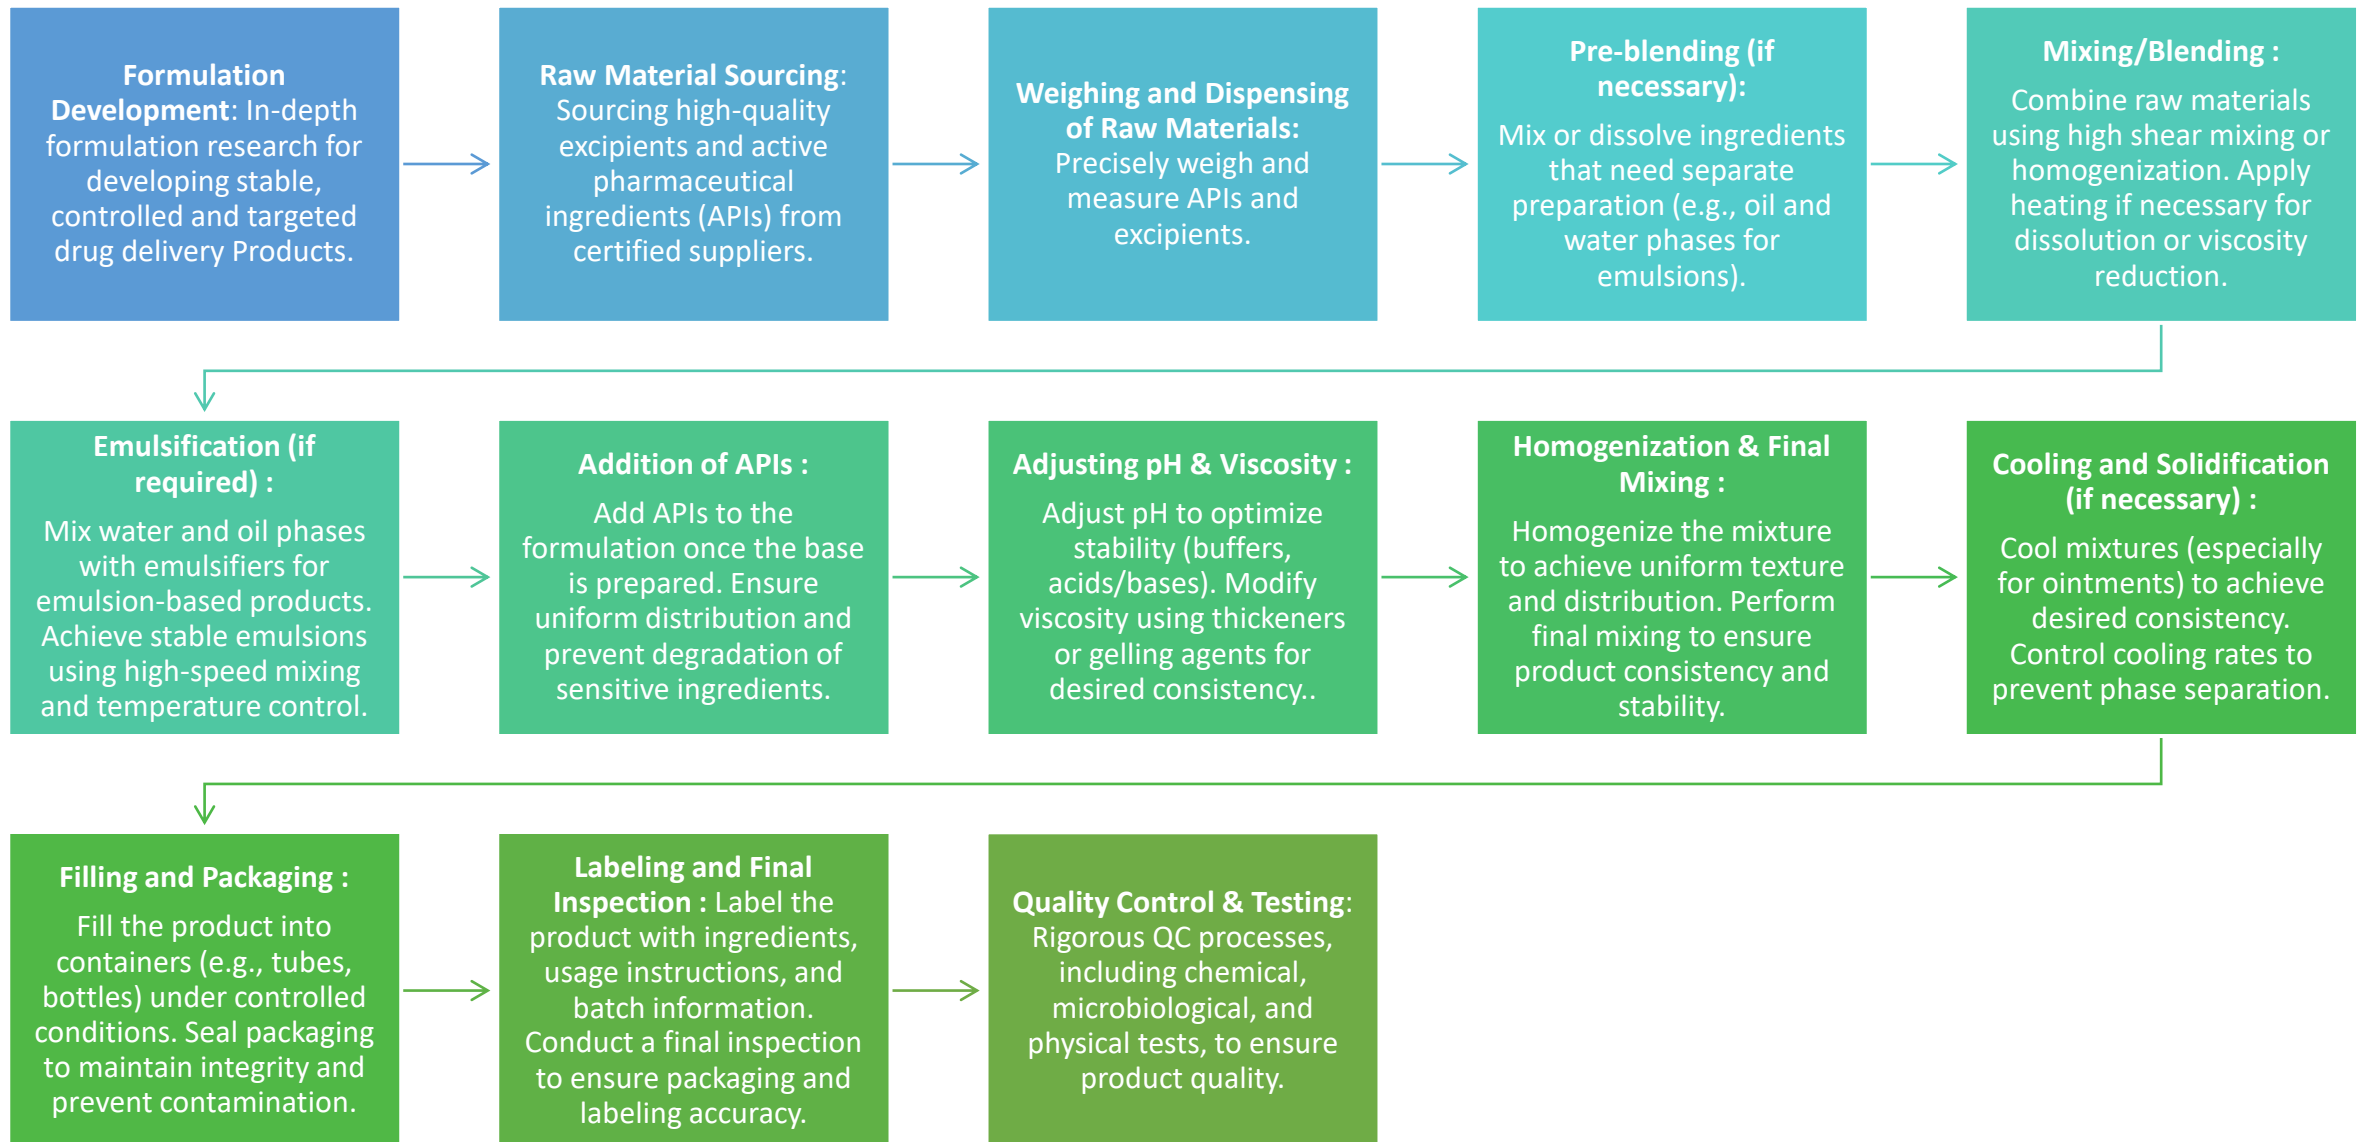 Formulation
Development: In-depth
formulation research for
developing stable,
controlled and targeted
drug delivery Products.
Raw Material Sourcing:
Sourcing high-quality
excipients and active
pharmaceutical
ingredients (APIs) from
certified suppliers.
Weighing and Dispensing
of Raw Materials:
Precisely weigh and
measure APIs and
excipients.
Pre-blending (if
necessary):
Mix or dissolve ingredients
that need separate
preparation (e.g., oil and
water phases for
emulsions).
Mixing/Blending :
Combine raw materials
using high shear mixing or
homogenization. Apply
heating if necessary for
dissolution or viscosity
reduction.
Emulsification (if
required) :
Mix water and oil phases
with emulsifiers for
emulsion-based products.
Achieve stable emulsions
using high-speed mixing
and temperature control.
Addition of APIs :
Add APIs to the
formulation once the base
is prepared. Ensure
uniform distribution and
prevent degradation of
sensitive ingredients.
Adjusting pH & Viscosity :
Adjust pH to optimize
stability (buffers,
acids/bases). Modify
viscosity using thickeners
or gelling agents for
desired consistency..
Homogenization & Final
Mixing :
Homogenize the mixture
to achieve uniform texture
and distribution. Perform
final mixing to ensure
product consistency and
stability.
Cooling and Solidification
(if necessary) :
Cool mixtures (especially
for ointments) to achieve
desired consistency.
Control cooling rates to
prevent phase separation.
Filling and Packaging :
Fill the product into
containers (e.g., tubes,
bottles) under controlled
conditions. Seal packaging
to maintain integrity and
prevent contamination.
Labeling and Final
Inspection : Label the
product with ingredients,
usage instructions, and
batch information.
Conduct a final inspection
to ensure packaging and
labeling accuracy.
Quality Control & Testing:
Rigorous QC processes,
including chemical,
microbiological, and
physical tests, to ensure
product quality.